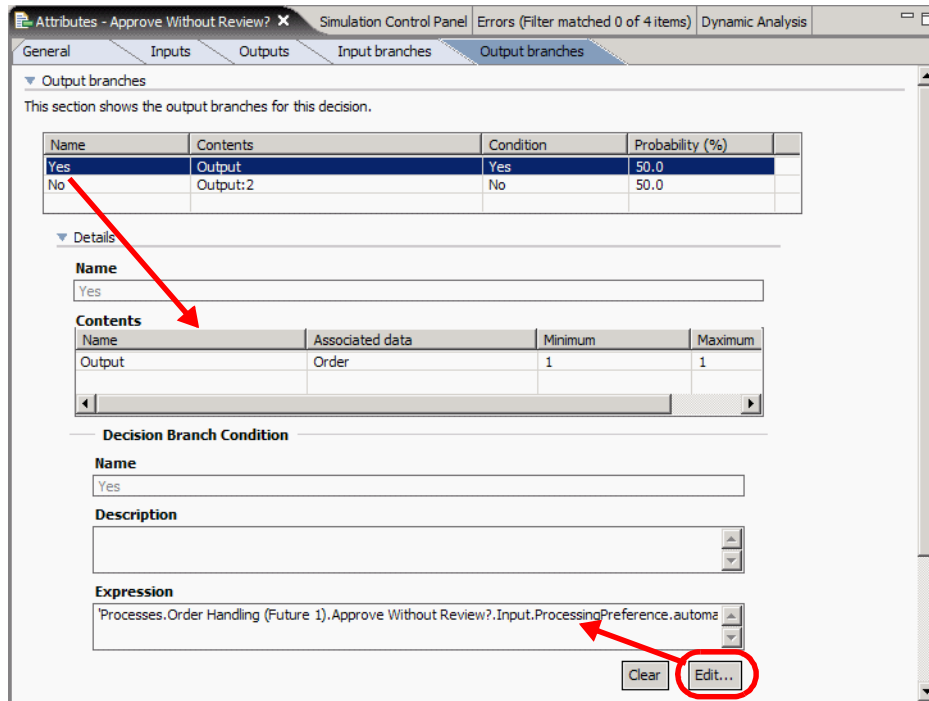 Attributes - Approve Without Review? Simulation Control Panel Errors (Filter matched 0 of 4 items) Dynamic Analysis
General Inputs Outputs Input branches Output branches
Output branches
This section shows the output branches for this decision.
Name Contents Condition Probability (%)
Yes Output Yes 50.0
No Output:2 No 50.0
Details
Name
Yes
Contents
Name Associated data Minimum Maximum
Output Order 1 1
Decision Branch Condition
Name
Yes
Description
Expression
'Processes.Order Handling (Future 1).Approve Without Review?.Input.ProcessingPreference.automa
Clear Edit...